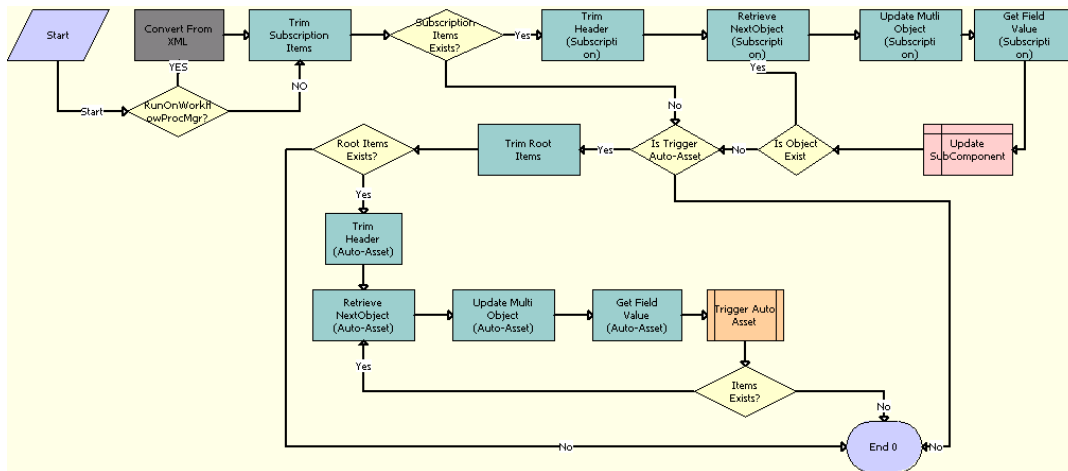 Start
Convert From
XML
Trim
Subscription
Items
Subscription
Items
Exists?
Yes
Trim
Header
(Subscripti
on)
Retrieve
NextObject
(Subscripti
on)
Update Mutli
Object
(Subscripti
on)
Get Field
Value
(Subscripti
on)
YES
NO
Yes
Start
RunOnWorkfl
owProcMgr?
No
Root Items
Exists?
Trim Root
Items
Yes
Is Trigger
Auto-Asset
No
Is Object
Exist
Update
SubComponent
Yes
Trim
Header
(Auto-Asset)
Retrieve
NextObject
(Auto-Asset)
Update Multi
Object
(Auto-Asset)
Get Field
Value
(Auto-Asset)
Trigger Auto
Asset
Yes
Items
Exists?
No
No
End 0
No